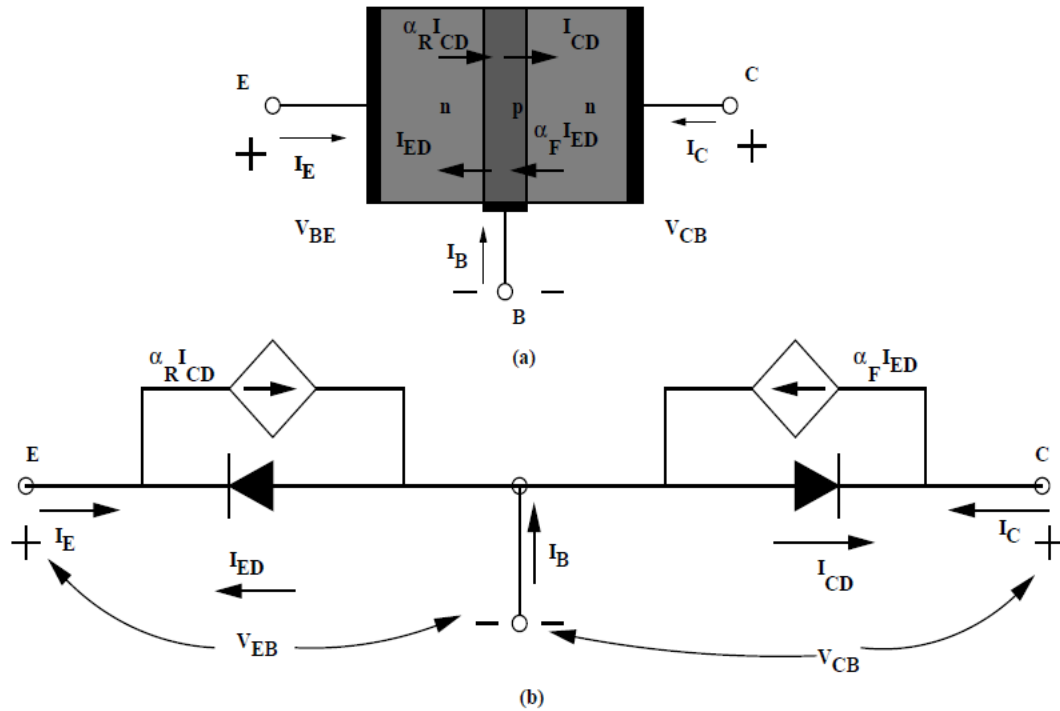 α_R I_CD I_CD
E C
n p n
I_ED α_F I_ED
+ I_E I_C +
V_BE V_CB
I_B
− −
B
(a)
α_R I_CD α_F I_ED
E C
I_E I_B I_C
+ +
I_ED I_CD
− −
V_EB V_CB
(b)